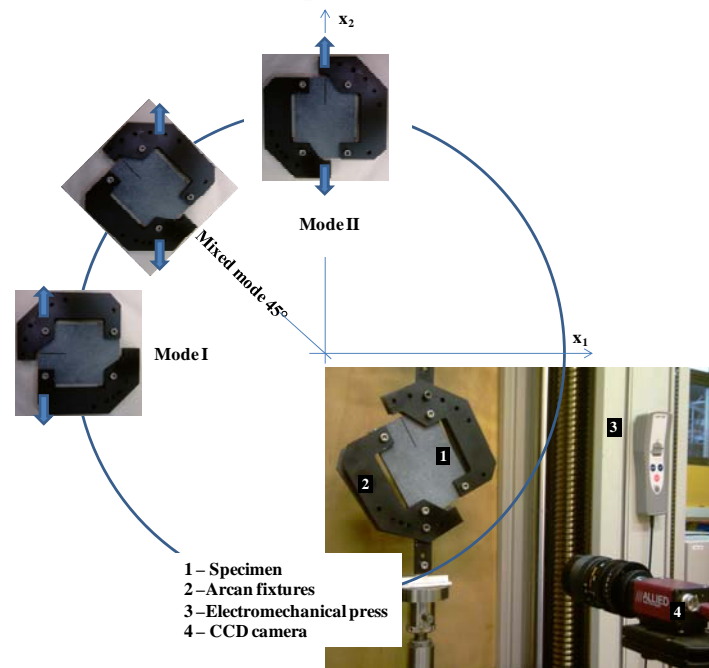 x₂
Mode II
Mixed mode 45°
Mode I
x₁
3
1
2
1 – Specimen
2 – Arcan fixtures
3 – Electromechanical press
4 – CCD camera
ALLIED
4